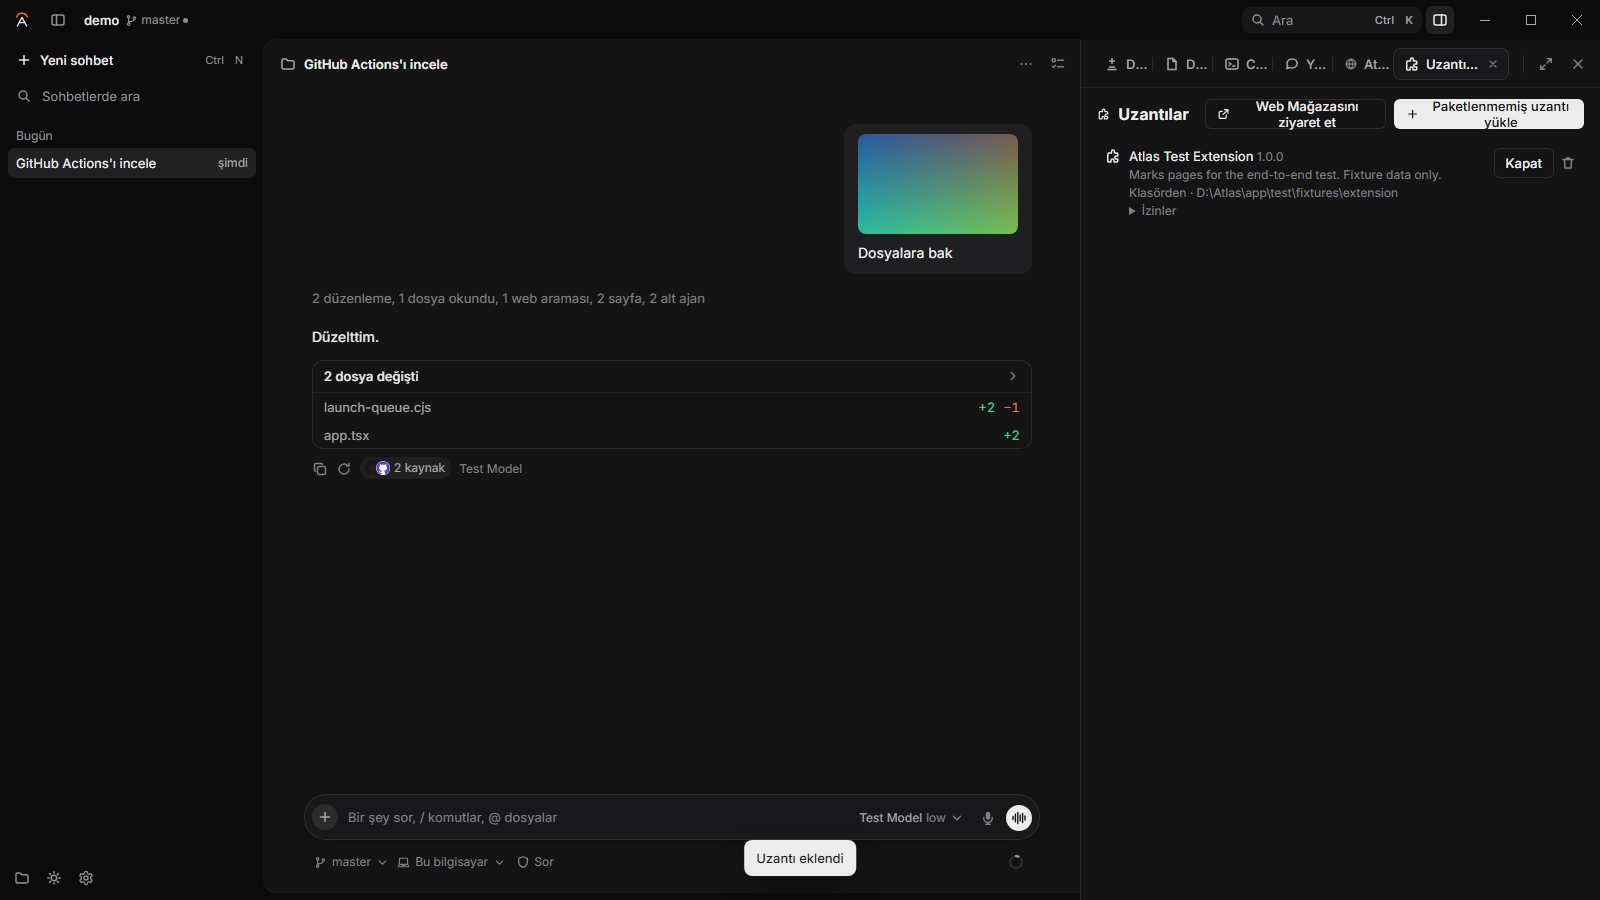 demo master
Ara Ctrl K
Yeni sohbet Ctrl N
Sohbetlerde ara
Bugün
GitHub Actions'ı incele şimdi
GitHub Actions'ı incele
Dosyalara bak
2 düzenleme, 1 dosya okundu, 1 web araması, 2 sayfa, 2 alt ajan
Düzelttim.
2 dosya değişti
launch-queue.cjs +2 −1
app.tsx +2
2 kaynak Test Model
Bir şey sor, / komutlar, @ dosyalar
Test Model low
master Bu bilgisayar Sor
Uzantı eklendi
D... D... C... Y... At... Uzantı...
Uzantılar
Web Mağazasını
ziyaret et
Paketlenmemiş uzantı
yükle
Atlas Test Extension 1.0.0
Marks pages for the end-to-end test. Fixture data only.
Klasörden · D:\Atlas\app\test\fixtures\extension
İzinler
Kapat